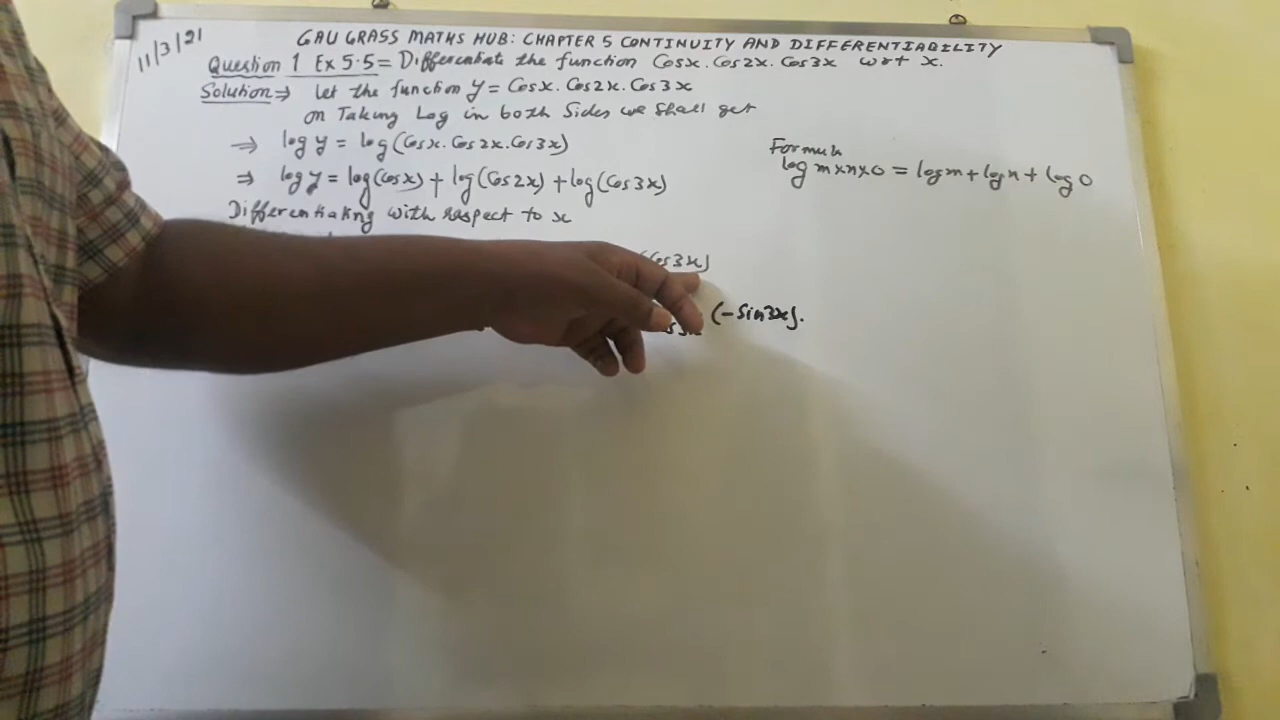 11/3/21
GAU GRASS MATHS HUB: CHAPTER 5 CONTINUITY AND DIFFERENTIABILITY
Question 1 Ex 5.5 = Differentiate the function Cosx. Cos2x. Cos3x wrt x.
Solution ⇒ Let the function y = Cosx. Cos2x. Cos3x
on Taking Log in both Sides we Shall get
⇒ log y = log(Cosx. Cos2x. Cos3x)
Formula
⇒ log y = log(Cosx) + log(Cos2x) + log(Cos3x)
log m×n×o = log m + log n + log o
Differentiating with respect to x
(Cos3x)
(-Sin3x).